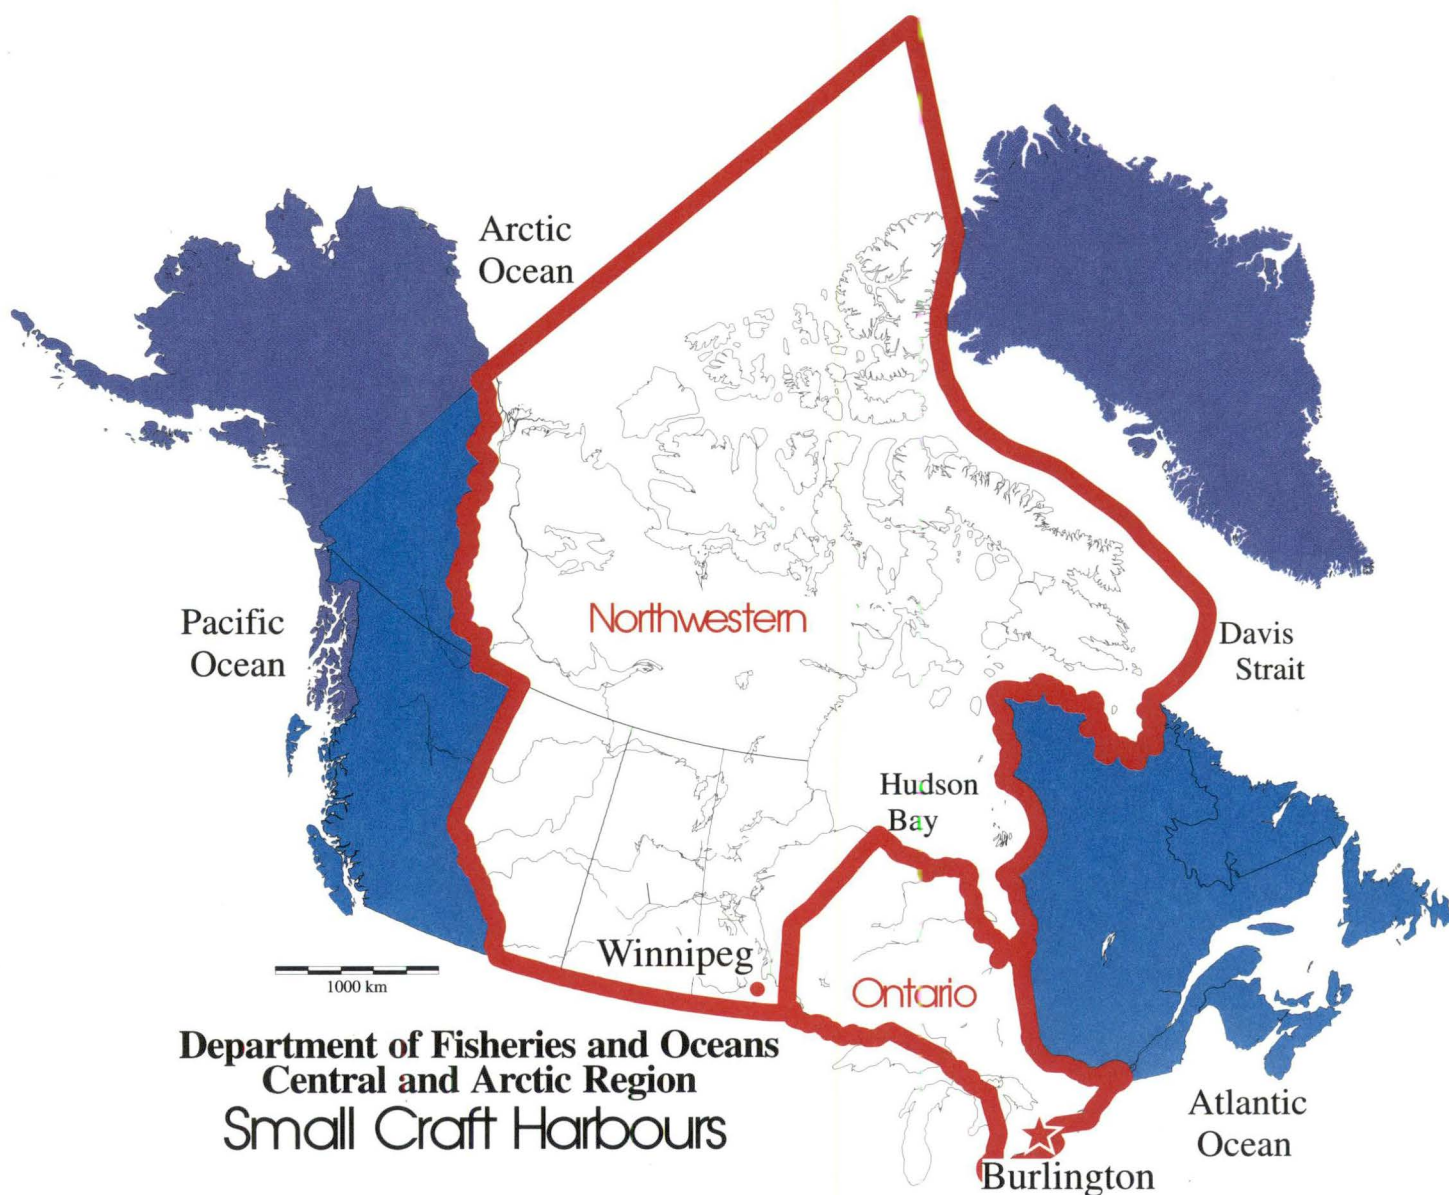 Arctic
Ocean
Pacific
Ocean
Northwestern
Davis
Strait
Hudson
Bay
Winnipeg
Ontario
1000 km
Department of Fisheries and Oceans
Central and Arctic Region
Small Craft Harbours
Atlantic
Ocean
Burlington